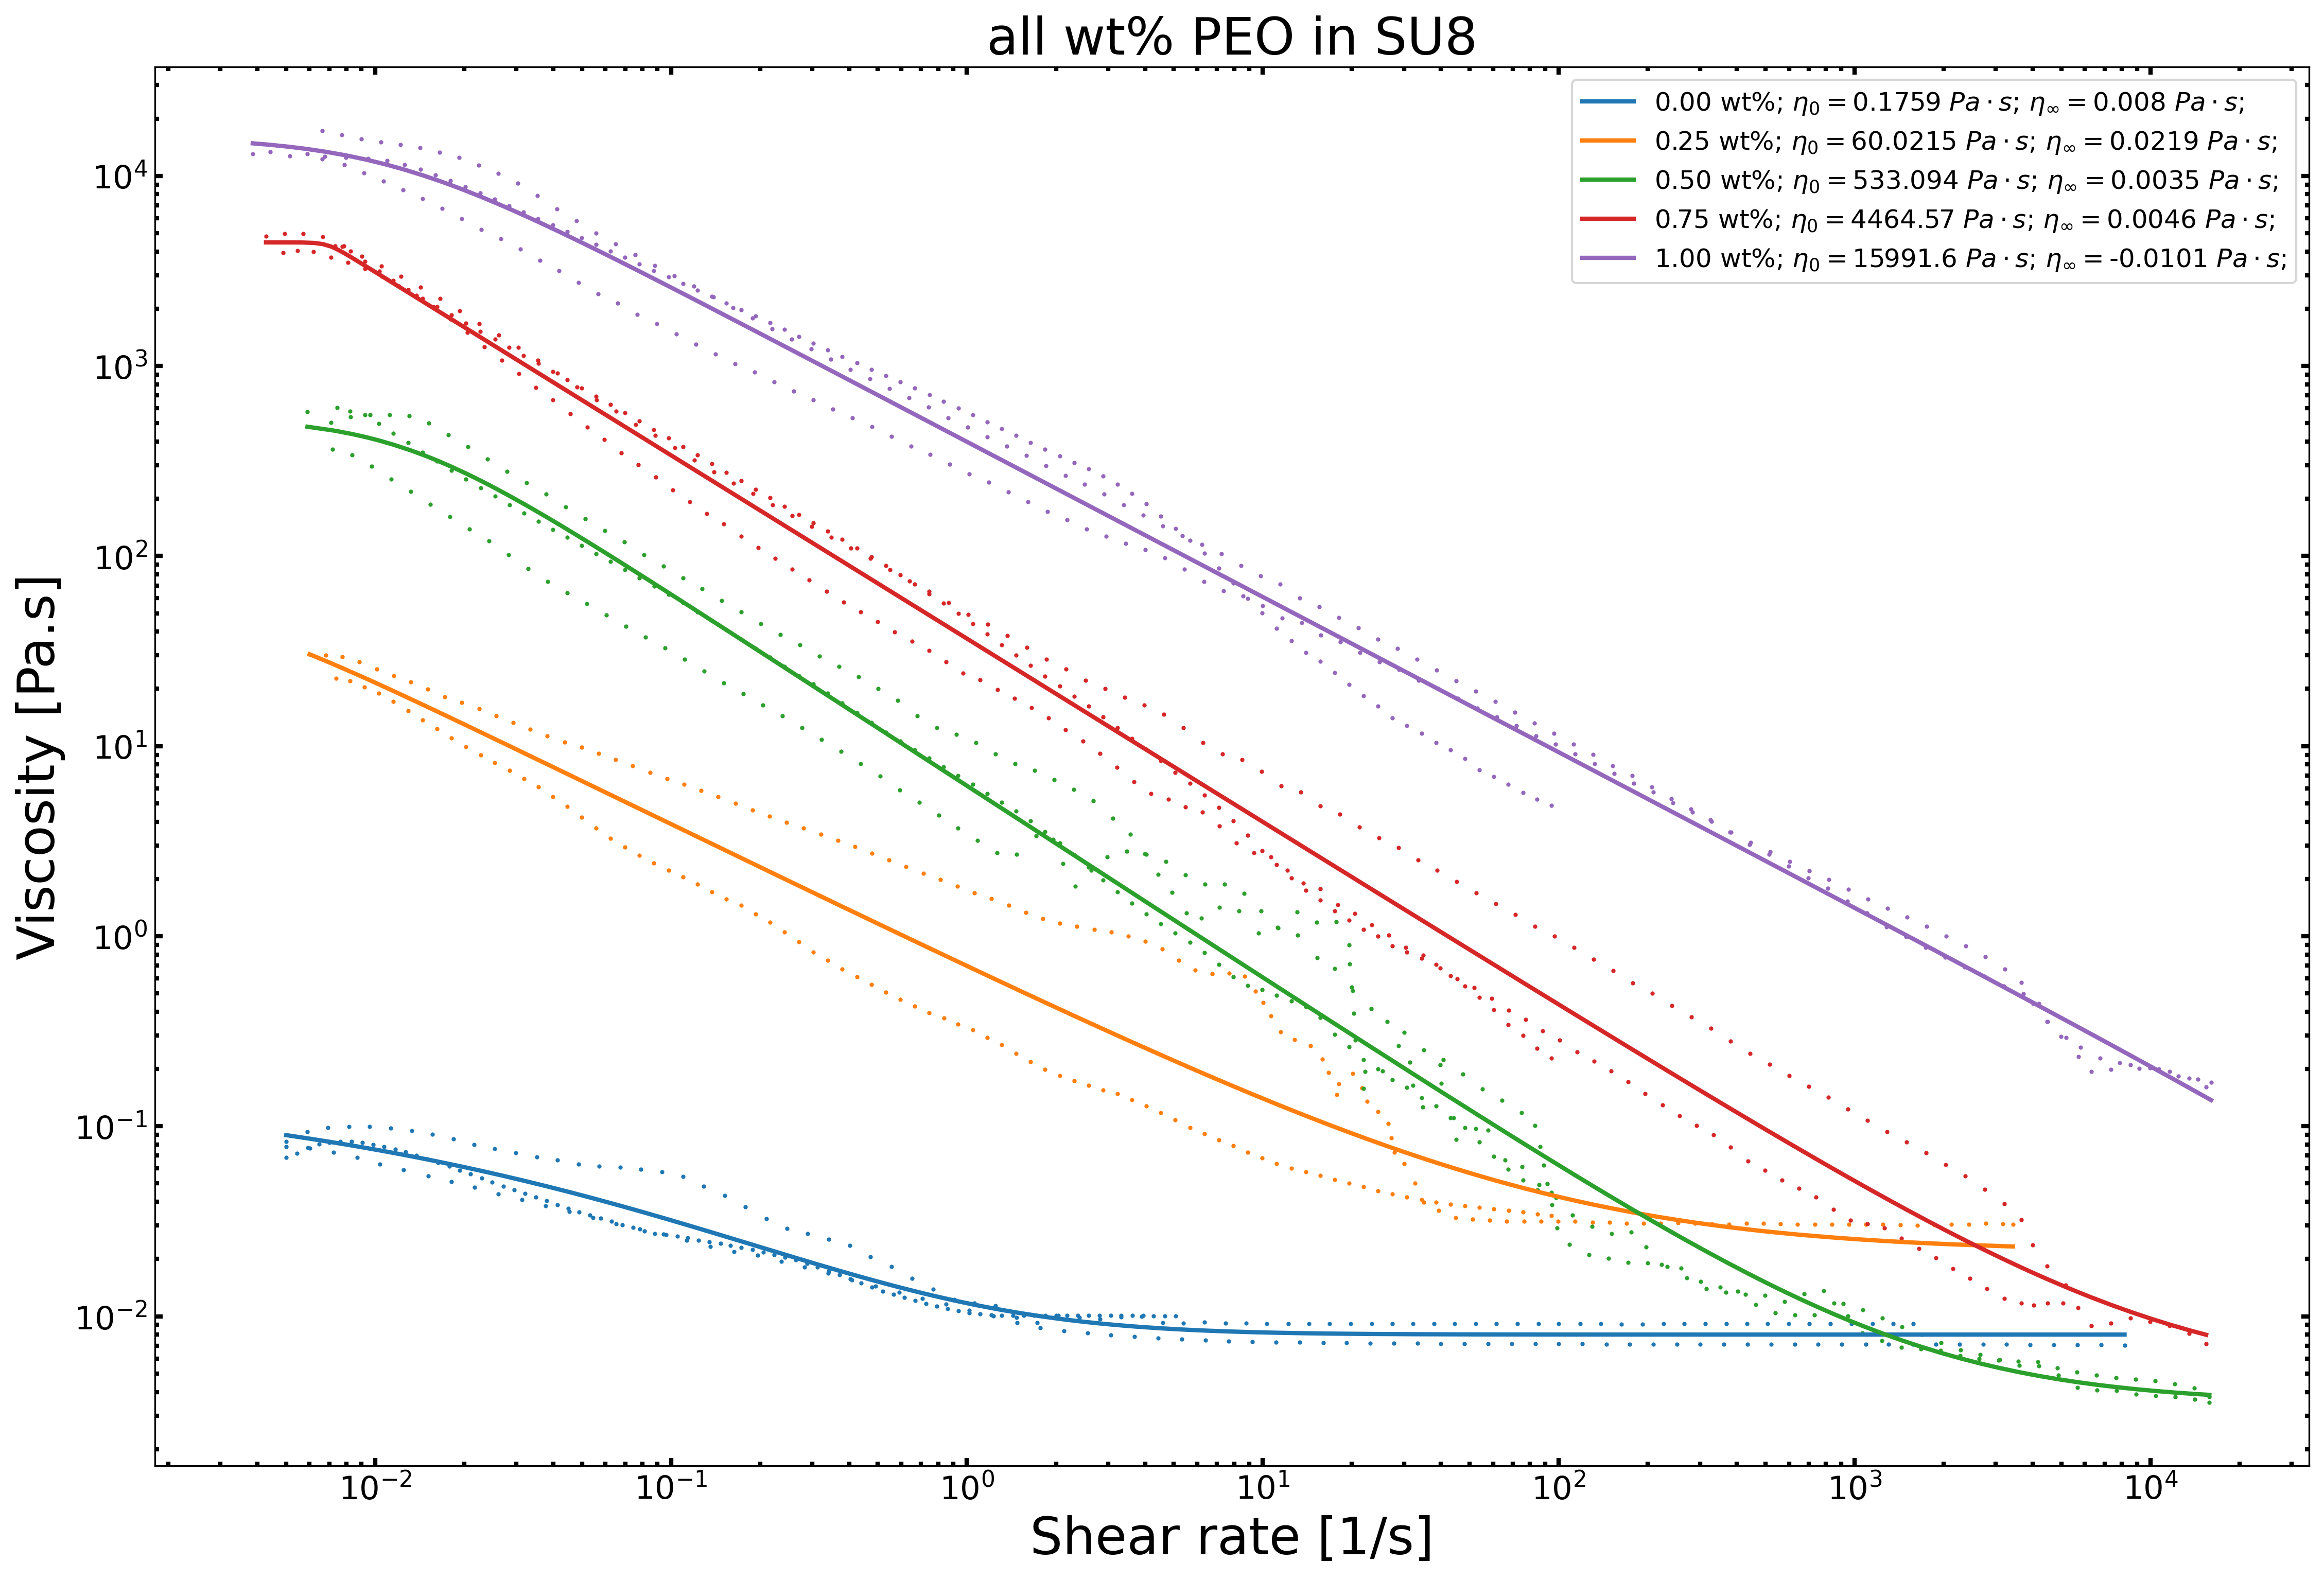 all wt% PEO in SU8
0.00 wt%; η₀ = 0.1759 Pa · s; η∞ = 0.008 Pa · s;
0.25 wt%; η₀ = 60.0215 Pa · s; η∞ = 0.0219 Pa · s;
0.50 wt%; η₀ = 533.094 Pa · s; η∞ = 0.0035 Pa · s;
0.75 wt%; η₀ = 4464.57 Pa · s; η∞ = 0.0046 Pa · s;
1.00 wt%; η₀ = 15991.6 Pa · s; η∞ = -0.0101 Pa · s;
Viscosity [Pa.s]
10⁴
10³
10²
10¹
10⁰
10⁻¹
10⁻²
10⁻² 10⁻¹ 10⁰ 10¹ 10² 10³ 10⁴
Shear rate [1/s]